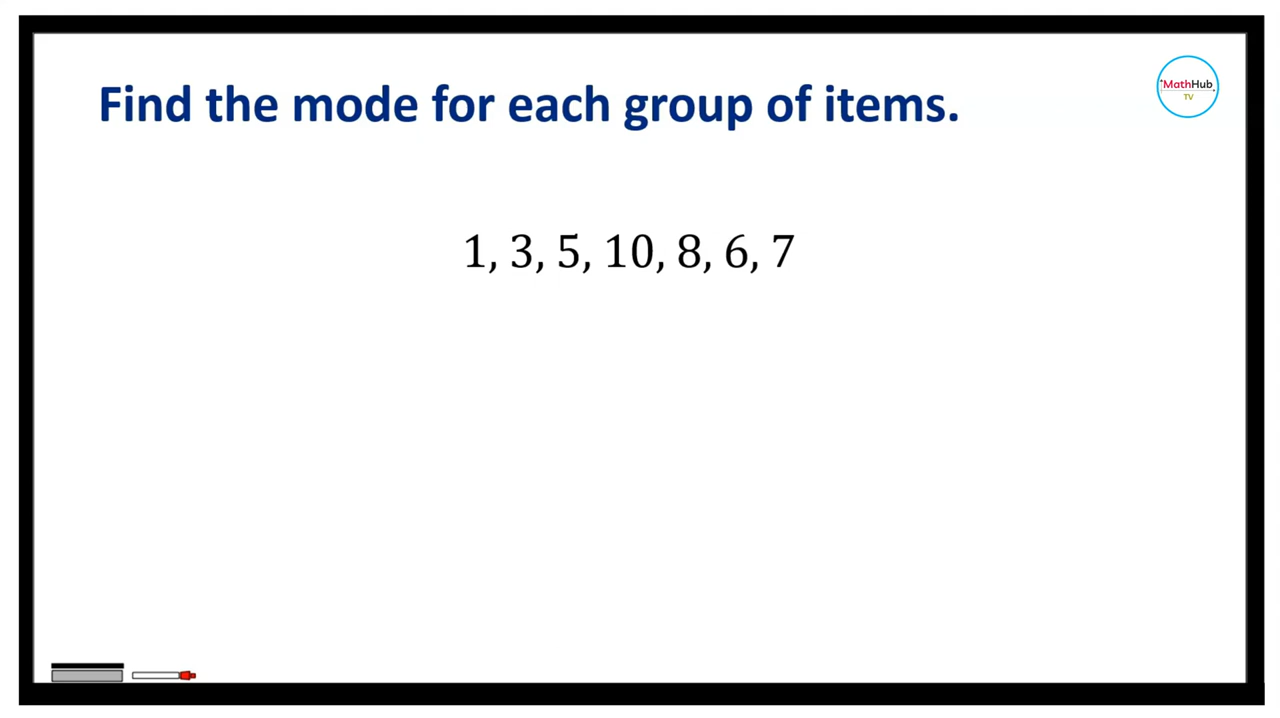 Find the mode for each group of items.
MathHub
TV
1, 3, 5, 10, 8, 6, 7